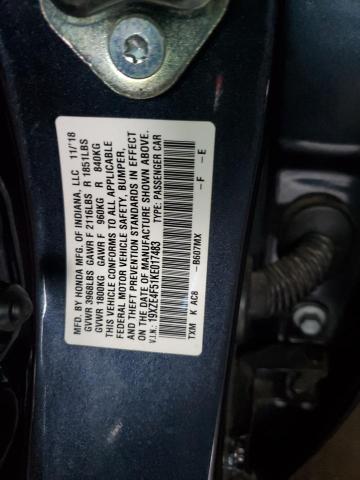 MFD. BY HONDA MFG. OF INDIANA, LLC 11/'18
GVWR 3968LBS GAWR F 2116LBS R 1851LBS
GVWR 1800KG GAWR F 960KG R 840KG
THIS VEHICLE CONFORMS TO ALL APPLICABLE
FEDERAL MOTOR VEHICLE SAFETY, BUMPER,
AND THEFT PREVENTION STANDARDS IN EFFECT
ON THE DATE OF MANUFACTURE SHOWN ABOVE.
V.I.N.: 19XZE4F51KE017483 TYPE: PASSENGER CAR
TXM K AC8 - B607MX - F - E